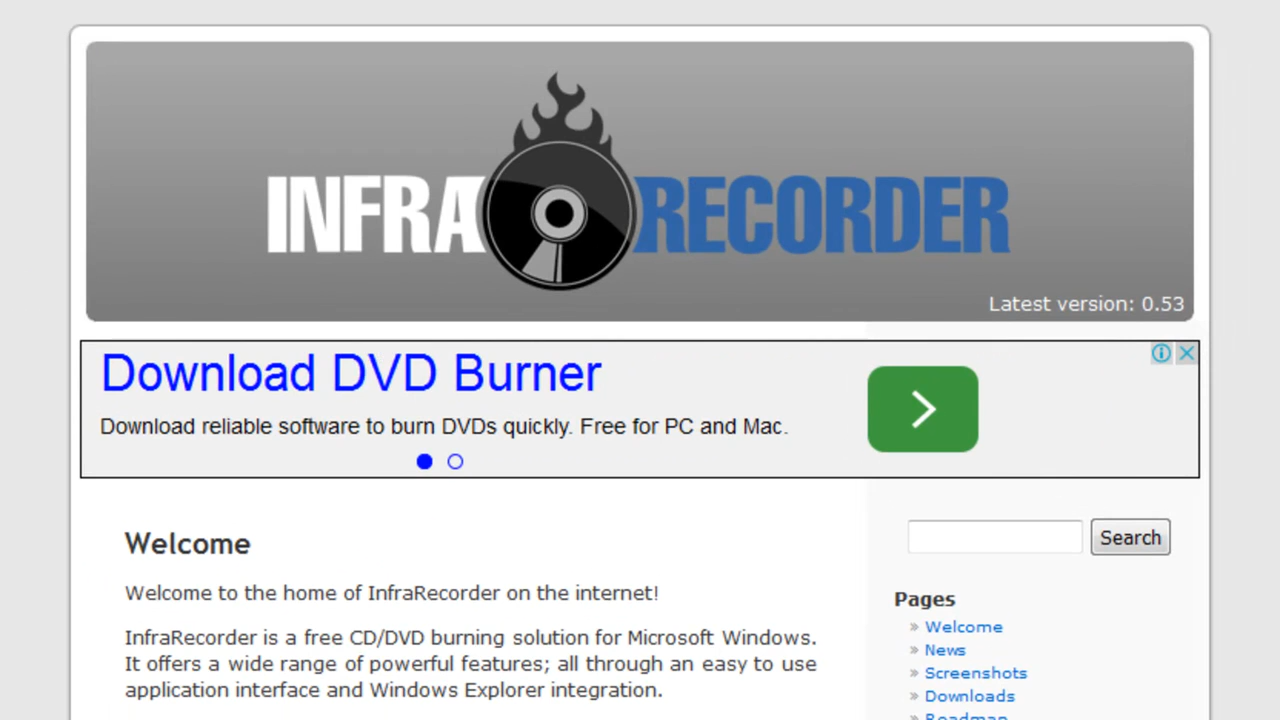 INFRARECORDER
Latest version: 0.53
Download DVD Burner
Download reliable software to burn DVDs quickly. Free for PC and Mac.
Welcome
Welcome to the home of InfraRecorder on the internet!
InfraRecorder is a free CD/DVD burning solution for Microsoft Windows.
It offers a wide range of powerful features; all through an easy to use
application interface and Windows Explorer integration.
Search
Pages
» Welcome
» News
» Screenshots
» Downloads
» Roadmap